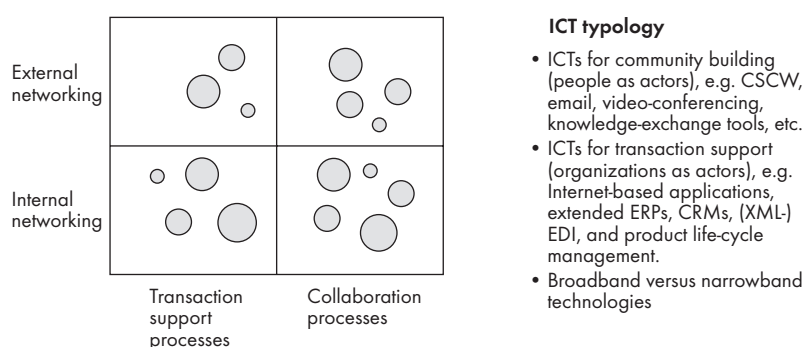 External
networking
Internal
networking
Transaction
support
processes
Collaboration
processes
ICT typology
• ICTs for community building
(people as actors), e.g. CSCW,
email, video-conferencing,
knowledge-exchange tools, etc.
• ICTs for transaction support
(organizations as actors), e.g.
Internet-based applications,
extended ERPs, CRMs, (XML-)
EDI, and product life-cycle
management.
• Broadband versus narrowband
technologies